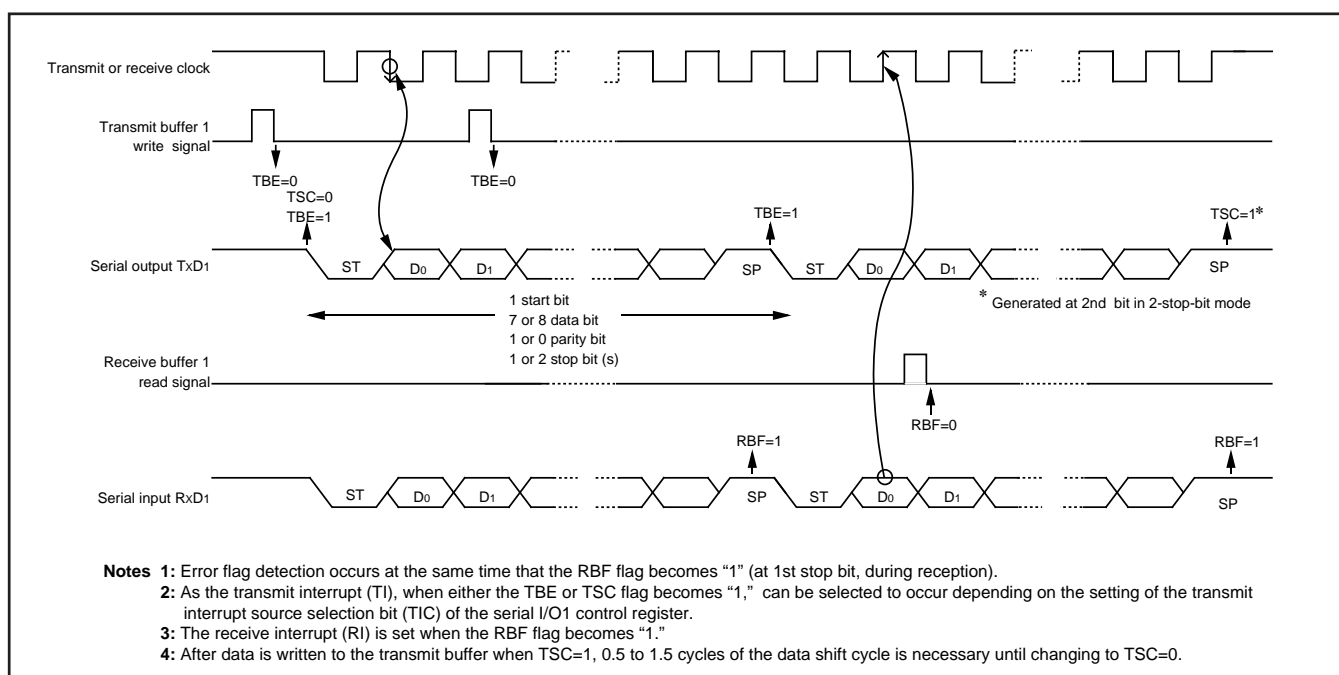 Transmit or receive clock
Transmit buffer 1
write signal
TBE=0
TBE=0
TSC=0
TBE=1
TBE=1
TSC=1*
Serial output TxD1
ST
D0
D1
SP
ST
D0
D1
SP
1 start bit
7 or 8 data bit
1 or 0 parity bit
1 or 2 stop bit (s)
* Generated at 2nd bit in 2-stop-bit mode
Receive buffer 1
read signal
RBF=0
RBF=1
RBF=1
Serial input RxD1
ST
D0
D1
SP
ST
D0
D1
SP
Notes 1: Error flag detection occurs at the same time that the RBF flag becomes “1” (at 1st stop bit, during reception).
2: As the transmit interrupt (TI), when either the TBE or TSC flag becomes “1,” can be selected to occur depending on the setting of the transmit
interrupt source selection bit (TIC) of the serial I/O1 control register.
3: The receive interrupt (RI) is set when the RBF flag becomes “1.”
4: After data is written to the transmit buffer when TSC=1, 0.5 to 1.5 cycles of the data shift cycle is necessary until changing to TSC=0.